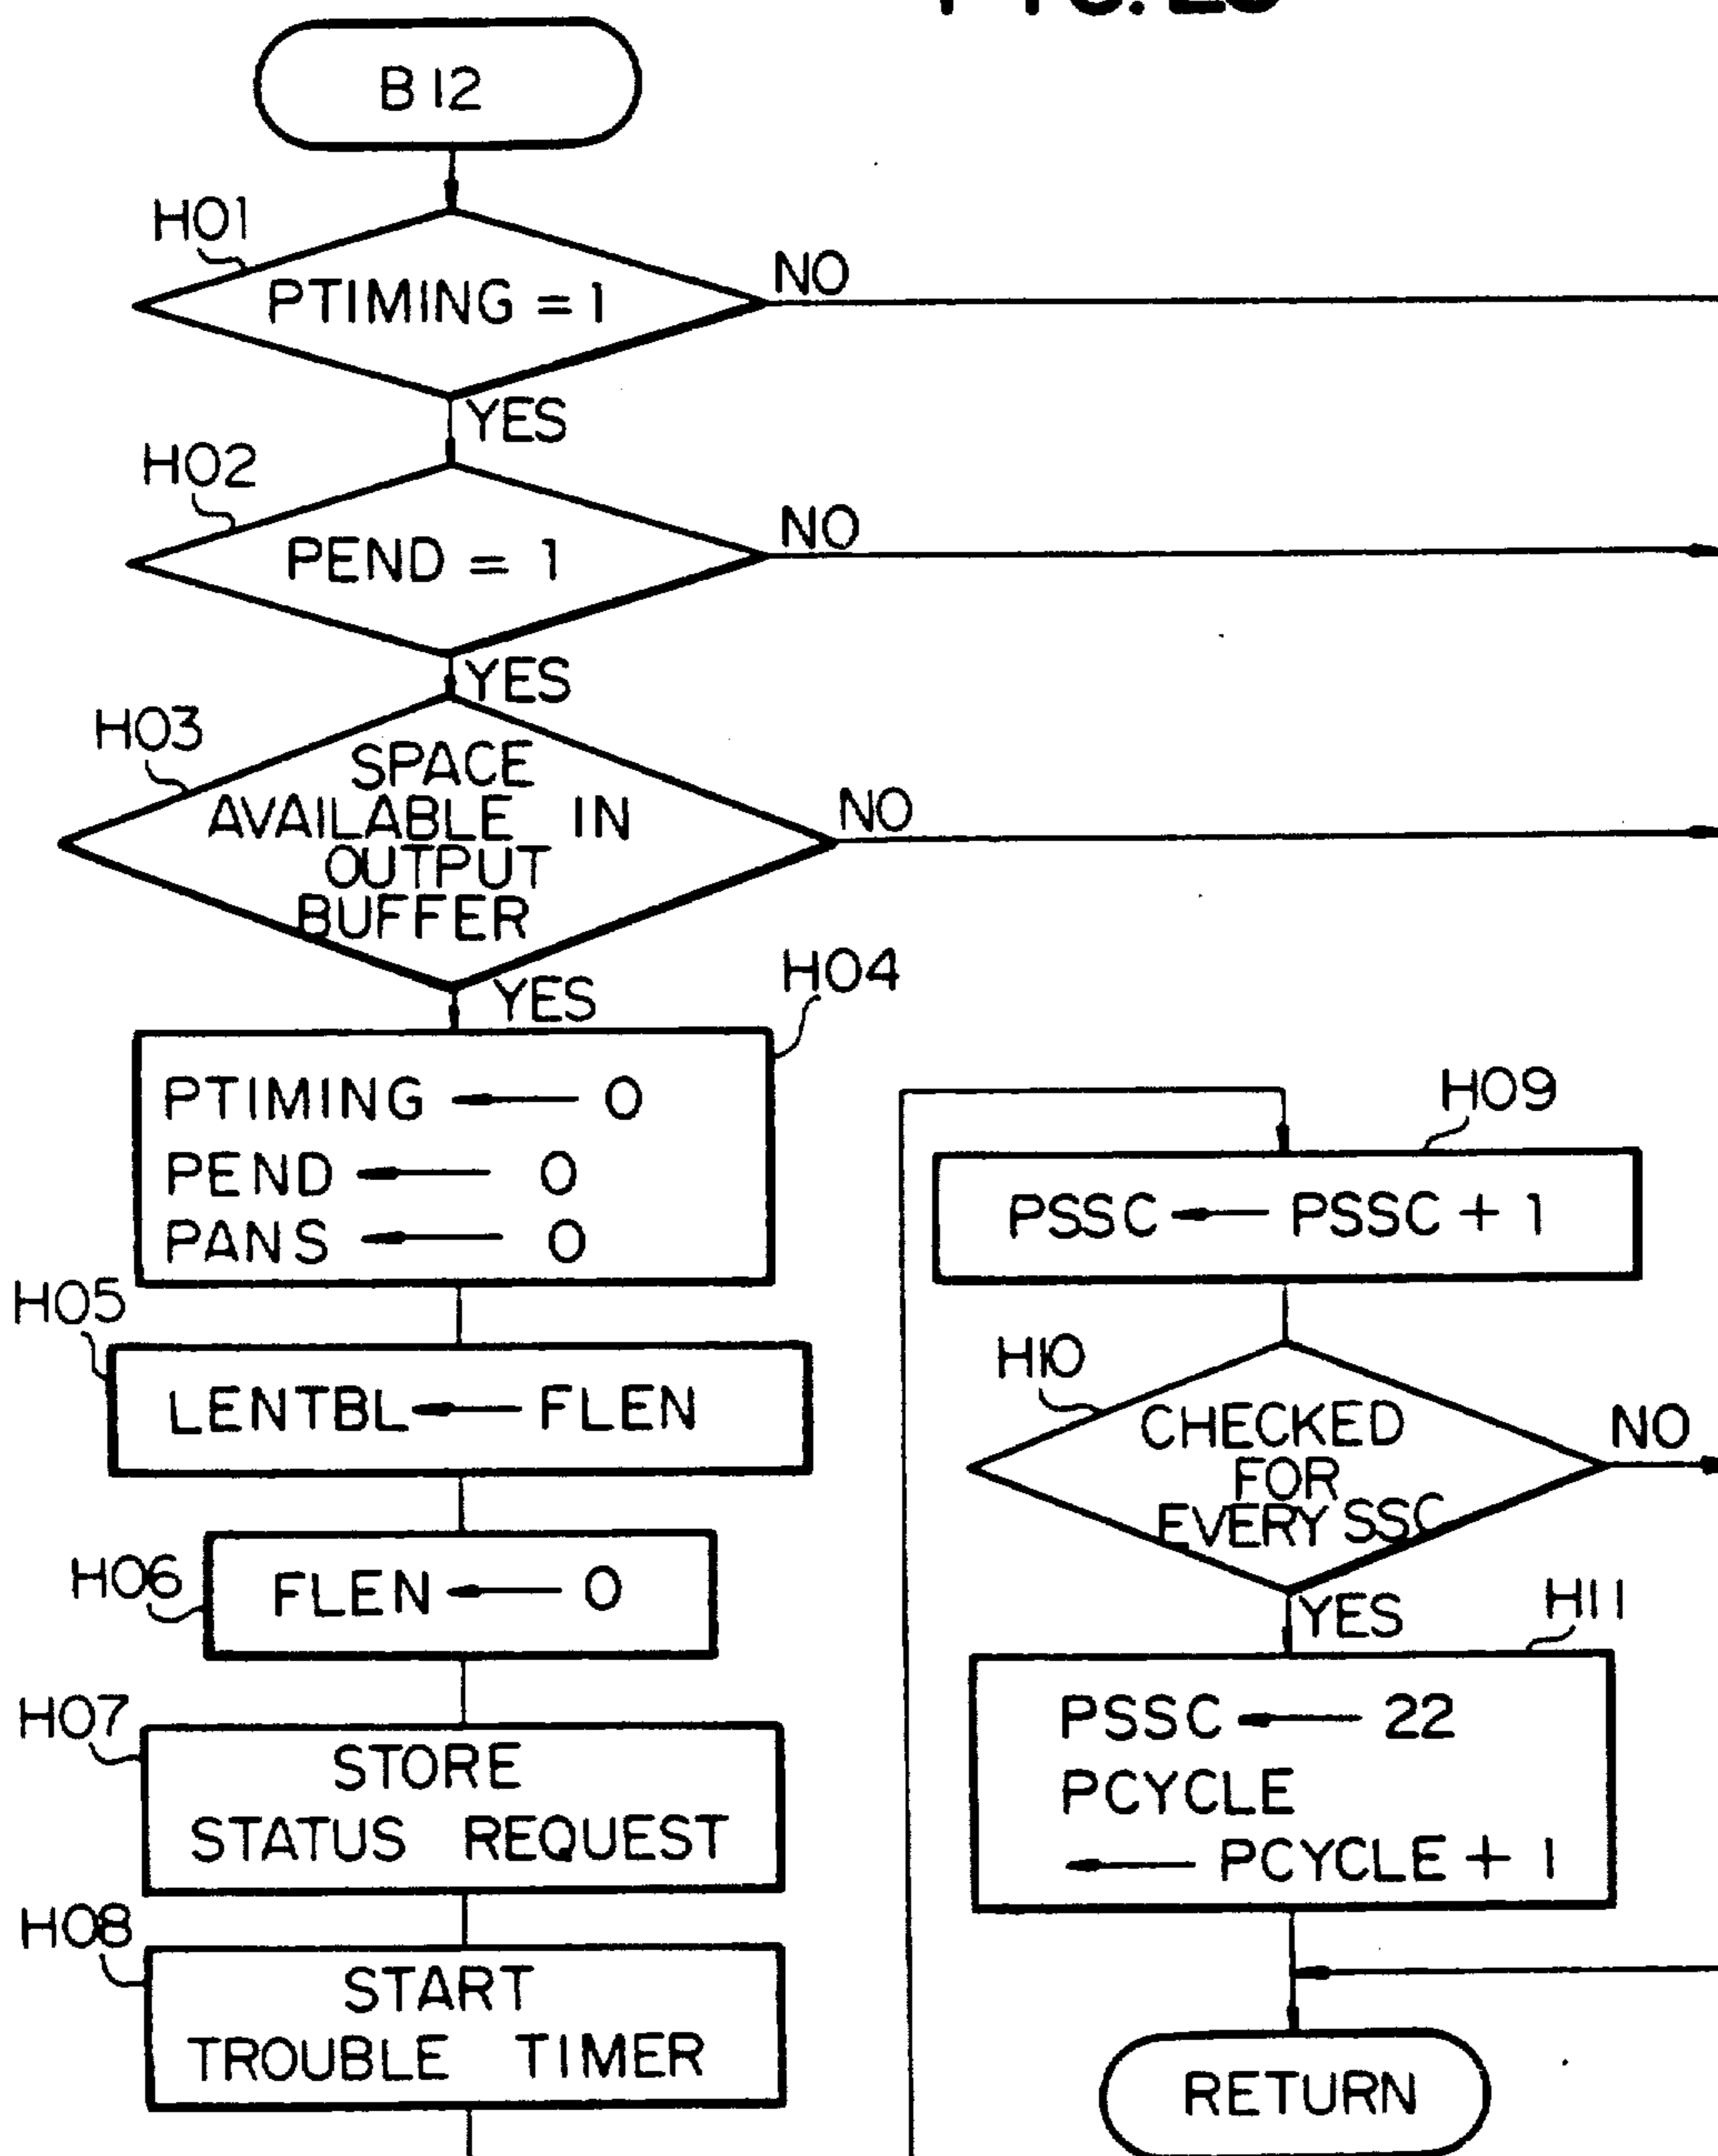 B12
H01
PTIMING = 1
NO
YES
H02
PEND = 1
NO
YES
H03
SPACE
AVAILABLE IN
OUTPUT
BUFFER
NO
YES
H04
PTIMING ← 0
PEND ← 0
PANS ← 0
H05
LENTBL ← FLEN
H06
FLEN ← 0
H07
STORE
STATUS REQUEST
H08
START
TROUBLE TIMER
H09
PSSC ← PSSC + 1
H10
CHECKED
FOR
EVERY SSC
NO
YES
H11
PSSC ← 22
PCYCLE
← PCYCLE + 1
RETURN